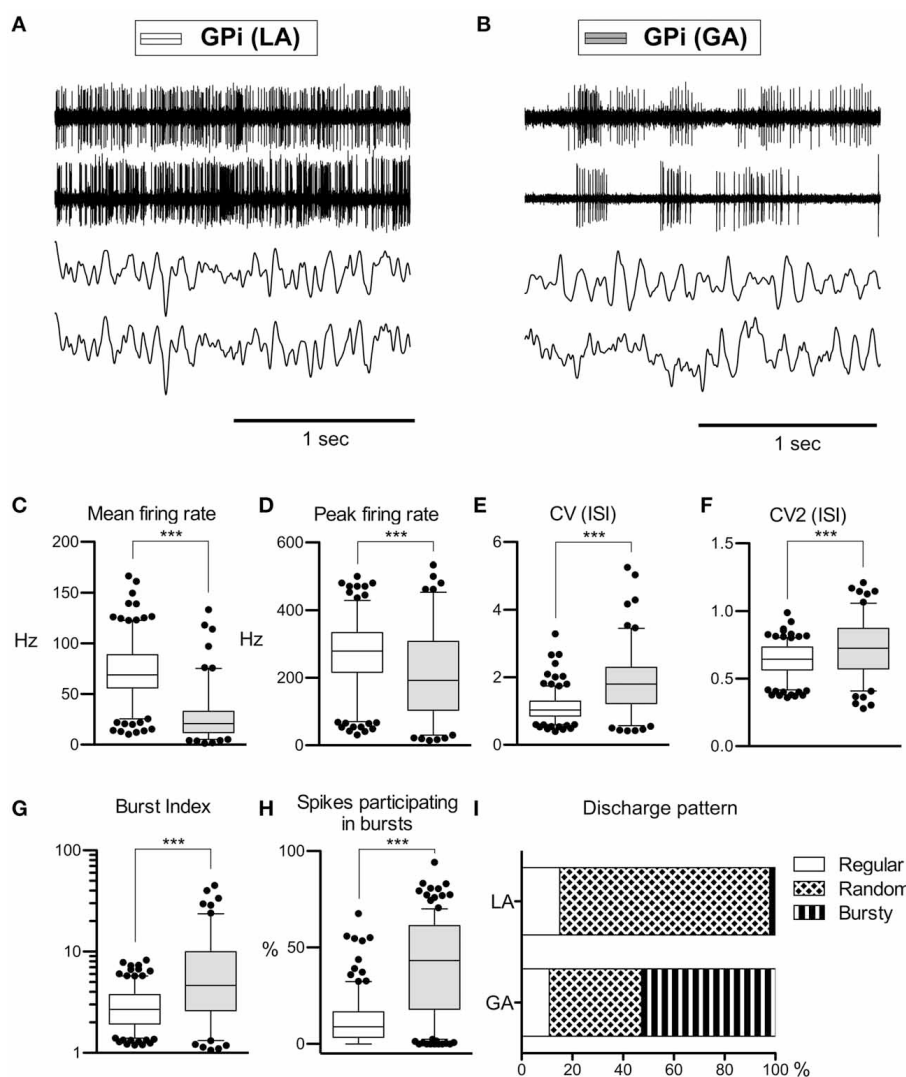 A
GPi (LA)
B
GPi (GA)
1 sec
1 sec
C
Mean firing rate
***
200
150
100
50
0
Hz
D
Peak firing rate
***
600
400
200
0
Hz
E
CV (ISI)
***
6
4
2
0
F
CV2 (ISI)
***
1.5
1.0
0.5
0.0
G
Burst Index
***
100
10
1
H
Spikes participating
in bursts
***
100
50
0
%
I
Discharge pattern
LA
GA
Regular
Random
Bursty
0 20 40 60 80 100 %